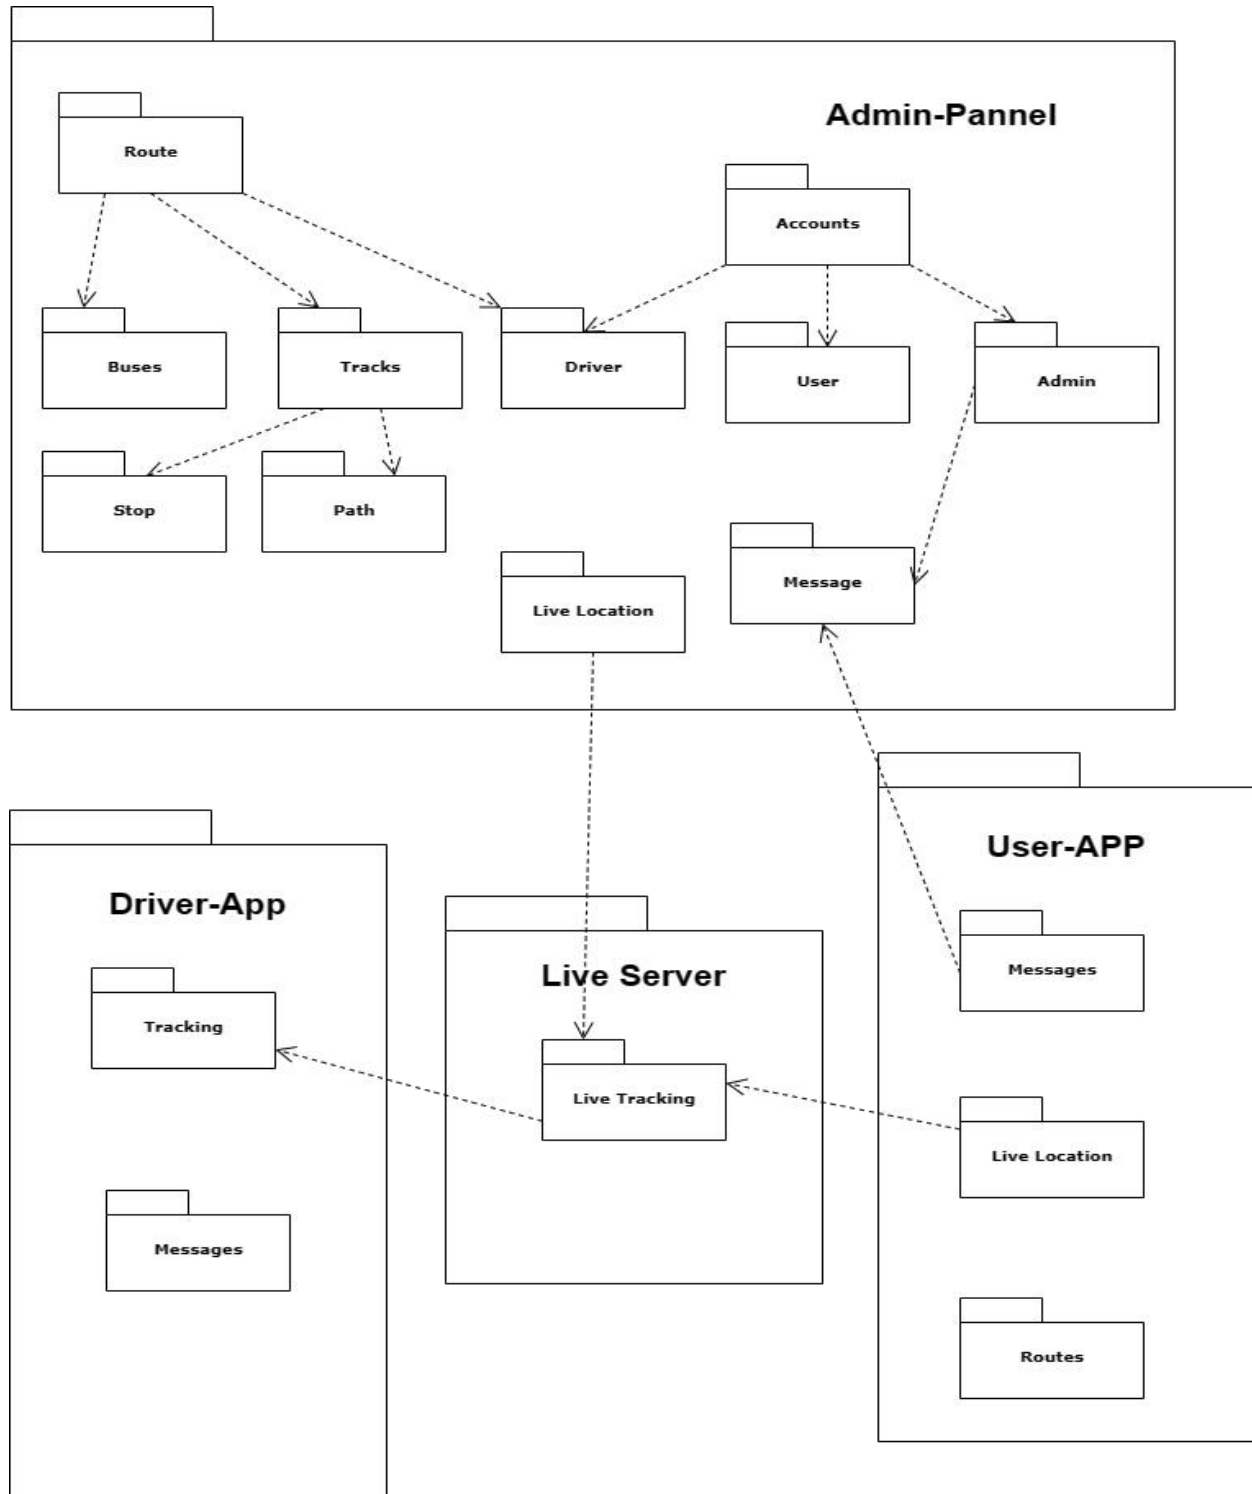 Admin-Pannel
Route
Accounts
Buses
Tracks
Driver
User
Admin
Stop
Path
Live Location
Message
Driver-App
Tracking
Messages
Live Server
Live Tracking
User-APP
Messages
Live Location
Routes